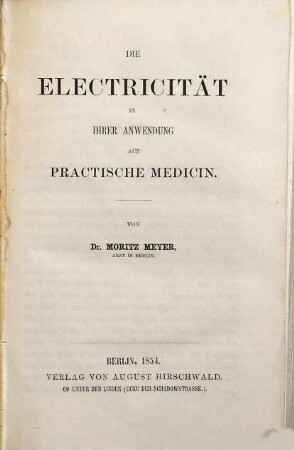 DIE
ELECTRICITÄT
IN
IHRER ANWENDUNG
AUF
PRACTISCHE MEDICIN.
VON
Dr. MORITZ MEYER,
ARZT IN BERLIN.
BERLIN, 1854.
VERLAG VON AUGUST HIRSCHWALD.
69 UNTER DEN LINDEN (ECKE DER SCHADOWSTRASSE.).